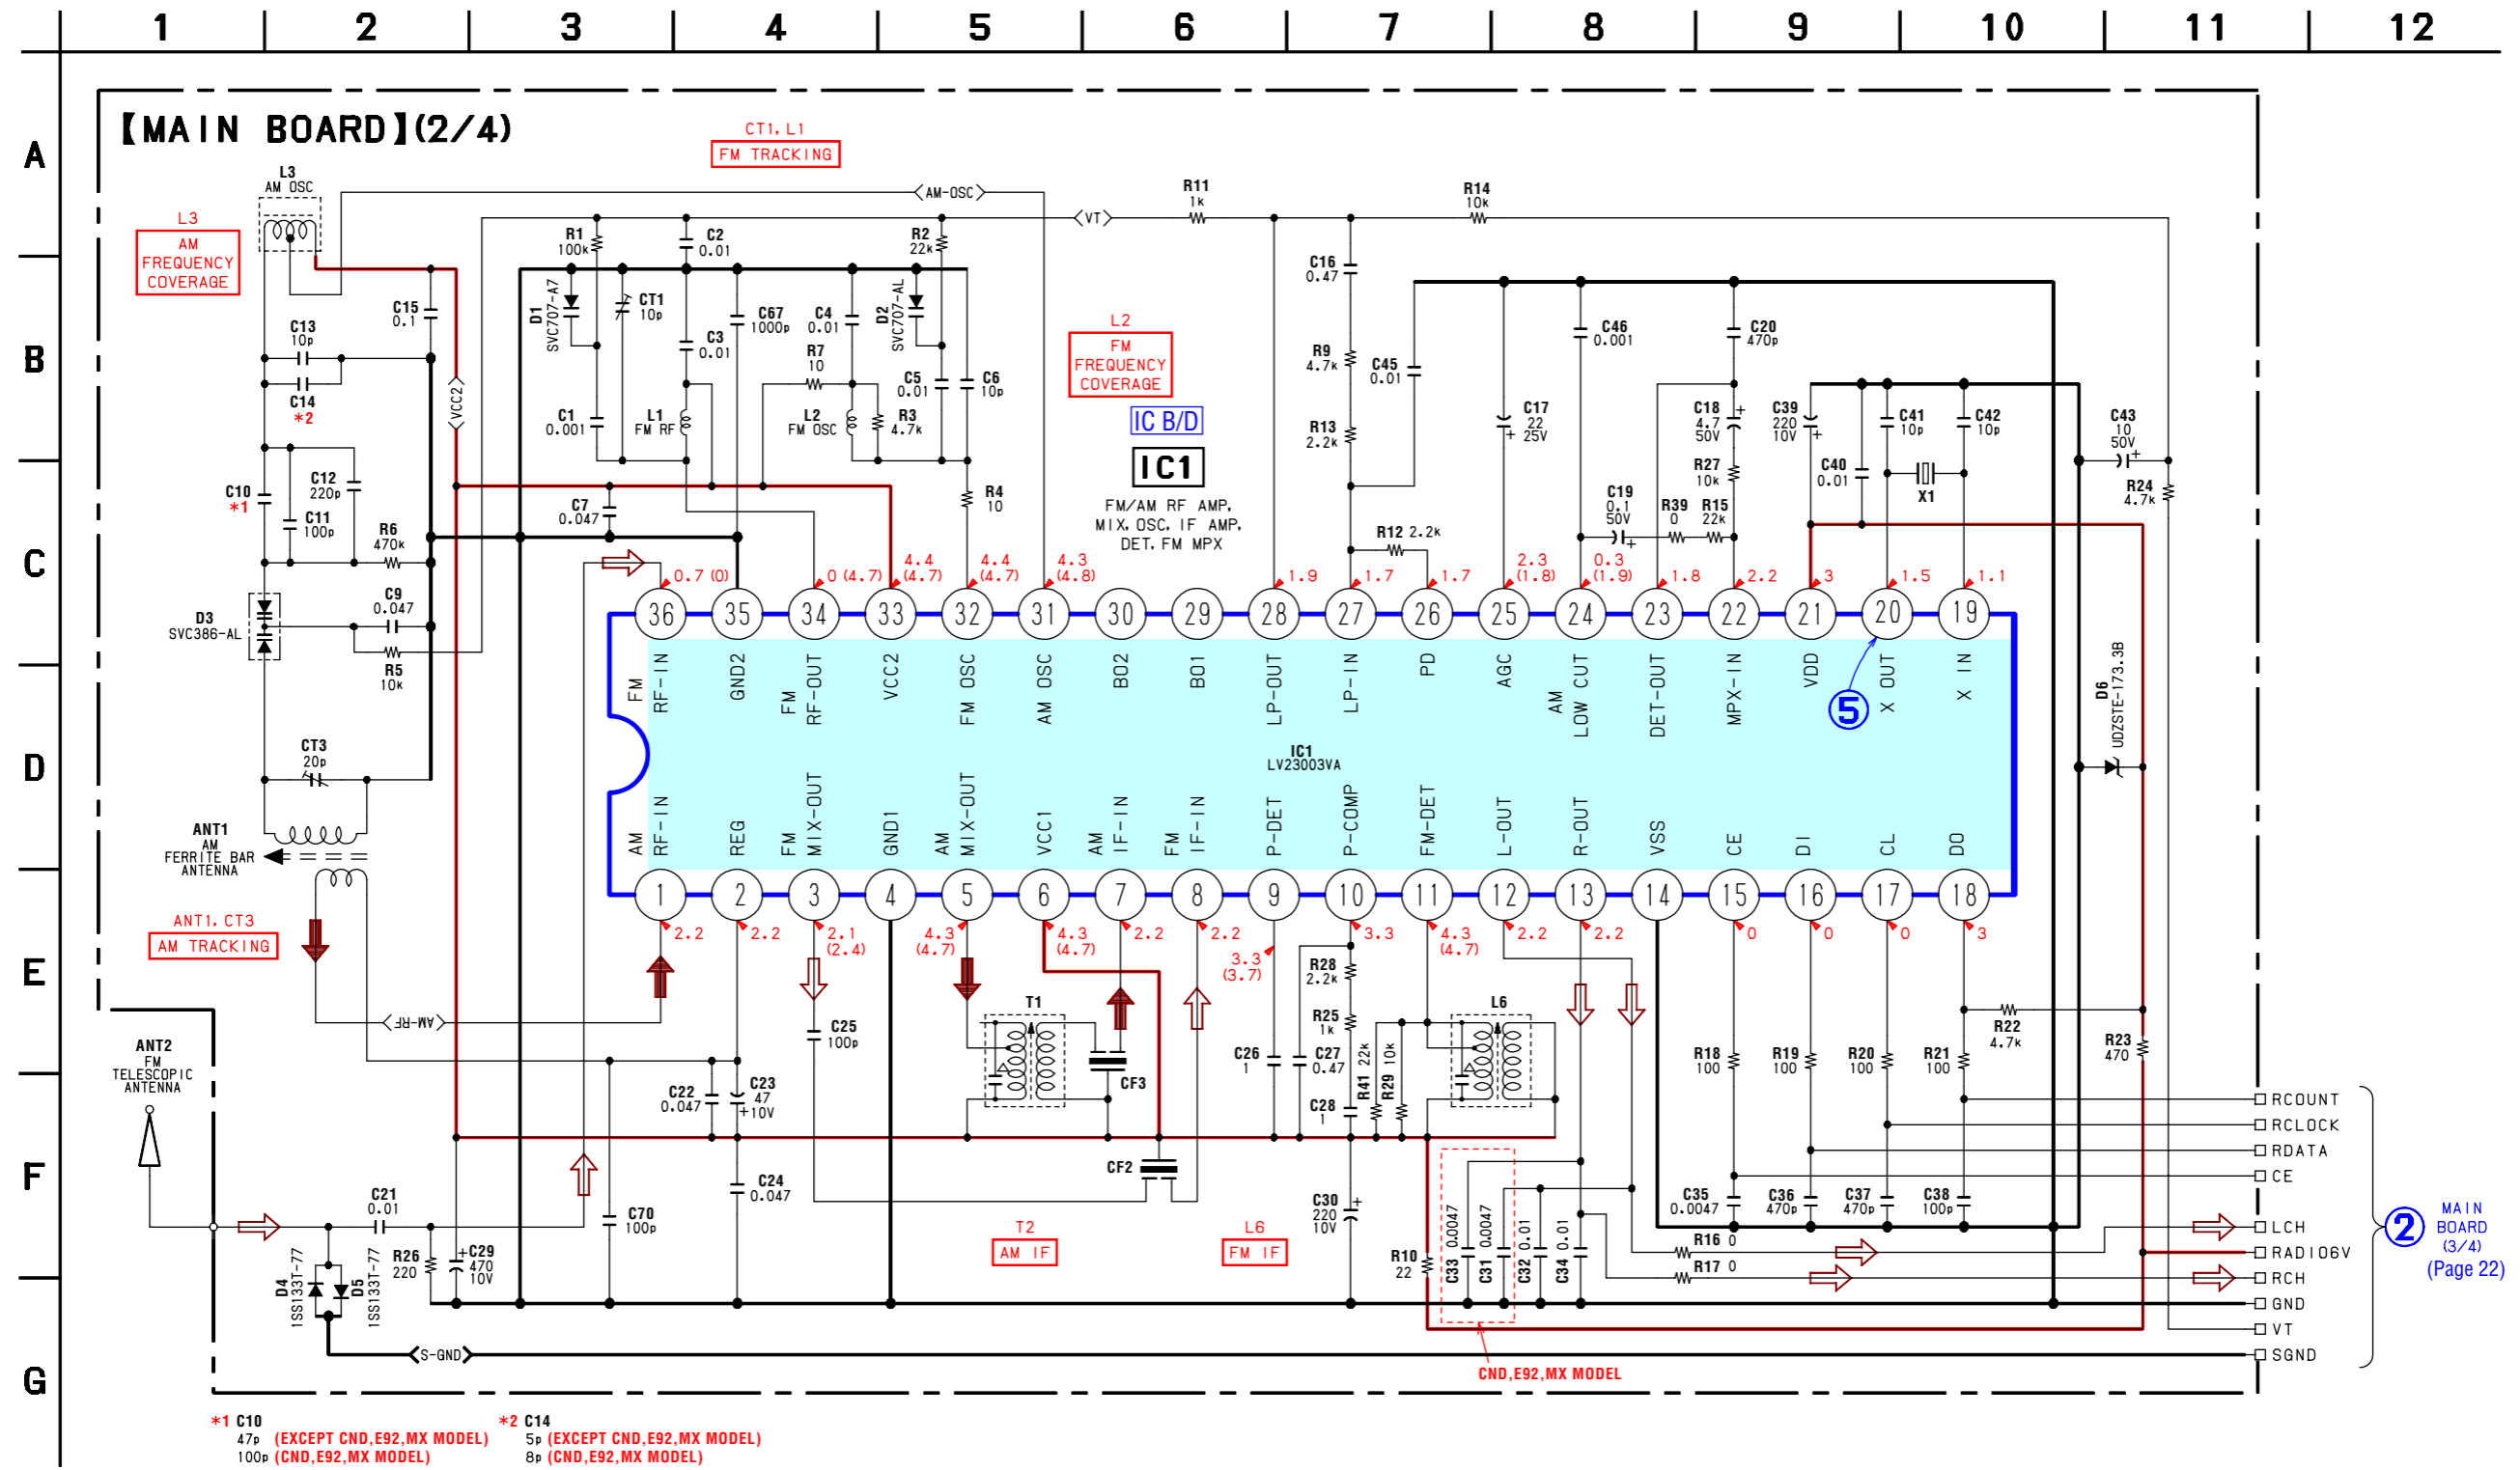 1 2 3 4 5 6 7 8 9 10 11 12
A
B
C
D
E
F
G
【MAIN BOARD】(2/4)
CT1, L1
FM TRACKING
L3
AM OSC
L3
AM
FREQUENCY
COVERAGE
AM-OSC
VT
R11
1k
R14
10k
R1
100k
C2
0.01
R2
22k
C16
0.47
C15
0.1
D1
SVC707-A7
CT1
10p
C3
0.01
C67
1000p
C4
0.01
D2
SVC707-AL
R7
10
C5
0.01
C6
10p
L2
FM
FREQUENCY
COVERAGE
R9
4.7k
C45
0.01
C46
0.001
C20
470p
C13
10p
C14
*2
VCC2
C1
0.001
L1
FM RF
L2
FM OSC
R3
4.7k
IC B/D
IC1
FM/AM RF AMP,
MIX, OSC, IF AMP,
DET, FM MPX
R13
2.2k
C17
22
25V
C18
4.7
50V
C39
220
10V
C41
10p
C42
10p
C43
10
50V
C10
*1
C12
220p
C11
100p
R6
470k
C7
0.047
R4
10
R12 2.2k
C19
0.1
50V
R39
0
R27
10k
R15
22k
C40
0.01
X1
R24
4.7k
D3
SVC386-AL
C9
0.047
R5
10k
0.7 (0)
0 (4.7)
4.4
(4.7)
4.4
(4.7)
4.3
(4.8)
1.9
1.7
1.7
2.3
(1.8)
0.3
(1.9)
1.8
2.2
3
1.5
1.1
36 35 34 33 32 31 30 29 28 27 26 25 24 23 22 21 20 19
FM
RF-IN
GND2
FM
RF-OUT
VCC2
FM OSC
AM OSC
BO2
BO1
LP-OUT
LP-IN
PD
AGC
AM
LOW CUT
DET-OUT
MPX-IN
VDD
X OUT
X IN
5
D6
UDZSTE-173.3B
IC1
LV23003VA
CT3
20p
ANT1
AM
FERRITE BAR
ANTENNA
AM
RF-IN
REG
FM
MIX-OUT
GND1
AM
MIX-OUT
VCC1
AM
IF-IN
FM
IF-IN
P-DET
P-COMP
FM-DET
L-OUT
R-OUT
VSS
CE
DI
CL
DO
1 2 3 4 5 6 7 8 9 10 11 12 13 14 15 16 17 18
2.2
2.2
2.1
(2.4)
4.3
(4.7)
4.3
(4.7)
2.2
2.2
3.3
(3.7)
3.3
4.3
(4.7)
2.2
2.2
0
0
0
3
ANT1, CT3
AM TRACKING
AM-RF
C25
100p
T1
CF3
C26
1
R28
2.2k
R25
1k
C27
0.47
C28
1
R41 22k
R29 10k
L6
R18
100
R19
100
R20
100
R21
100
R22
4.7k
R23
470
ANT2
FM
TELESCOPIC
ANTENNA
C22
0.047
C23
47
10V
C24
0.047
CF2
C21
0.01
C70
100p
R26
220
C29
470
10V
D4
1SS133T-77
D5
1SS133T-77
T2
AM IF
L6
FM IF
C30
220
10V
R10
22
C33 0.0047
C31 0.0047
C32 0.01
C34 0.01
C35
0.0047
C36
470p
C37
470p
C38
100p
R16 0
R17 0
RCOUNT
RCLOCK
RDATA
CE
LCH
RADIO6V
RCH
GND
VT
SGND
2
MAIN
BOARD
(3/4)
(Page 22)
S-GND
CND,E92,MX MODEL
*1 C10
47p (EXCEPT CND,E92,MX MODEL)
100p (CND,E92,MX MODEL)
*2 C14
5p (EXCEPT CND,E92,MX MODEL)
8p (CND,E92,MX MODEL)